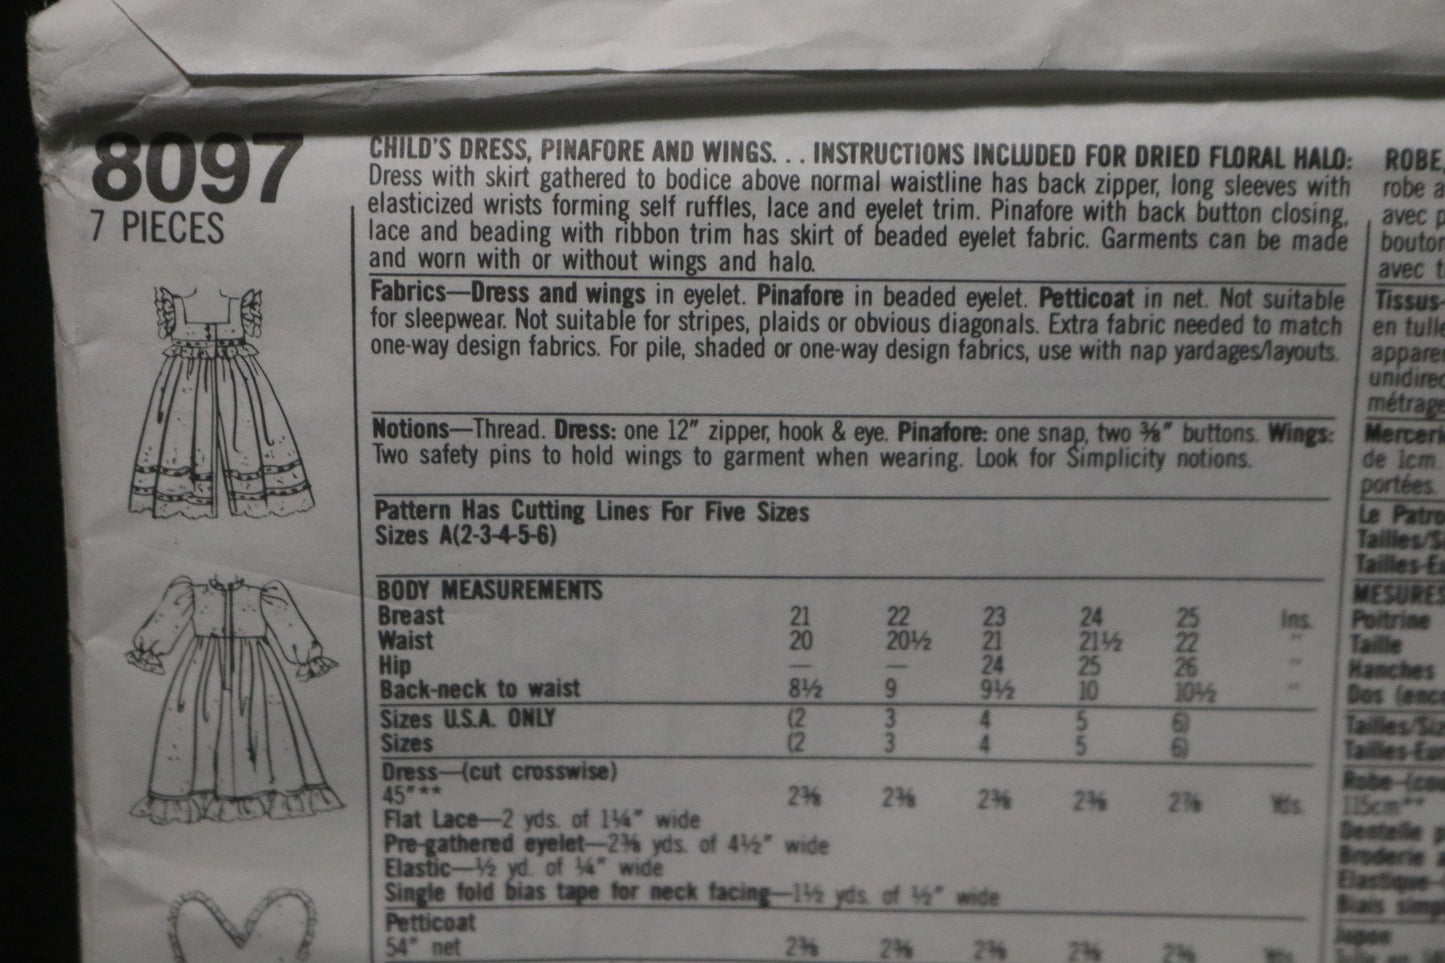 8097
7 PIECES
CHILD'S DRESS, PINAFORE AND WINGS. . . INSTRUCTIONS INCLUDED FOR DRIED FLORAL HALO:
Dress with skirt gathered to bodice above normal waistline has back zipper, long sleeves with
elasticized wrists forming self ruffles, lace and eyelet trim. Pinafore with back button closing,
lace and beading with ribbon trim has skirt of beaded eyelet fabric. Garments can be made
and worn with or without wings and halo.
Fabrics—Dress and wings in eyelet. Pinafore in beaded eyelet. Petticoat in net. Not suitable
for sleepwear. Not suitable for stripes, plaids or obvious diagonals. Extra fabric needed to match
one-way design fabrics. For pile, shaded or one-way design fabrics, use with nap yardages/layouts.
Notions—Thread. Dress: one 12" zipper, hook & eye. Pinafore: one snap, two ⅜" buttons. Wings:
Two safety pins to hold wings to garment when wearing. Look for Simplicity notions.
Pattern Has Cutting Lines For Five Sizes
Sizes A(2-3-4-5-6)
BODY MEASUREMENTS
Breast 21 22 23 24 25 Ins.
Waist 20 20½ 21 21½ 22 "
Hip — — 24 25 26 "
Back-neck to waist 8½ 9 9½ 10 10½ "
Sizes U.S.A. ONLY (2 3 4 5 6)
Sizes (2 3 4 5 6)
Dress—(cut crosswise)
45"** 2⅜ 2⅜ 2⅜ 2⅜ 2⅞ Yds.
Flat Lace—2 yds. of 1¼" wide
Pre-gathered eyelet—2⅜ yds. of 4½" wide
Elastic—½ yd. of ¼" wide
Single fold bias tape for neck facing—1½ yds. of ½" wide
Petticoat
54" net 2⅜ 2⅜ 2⅜ 2⅜ 2⅜
ROBE,
robe a
avec
bouton
avec
Tissus-
en tulle
unidirec
métrage
de 1cm.
portées.
Le Patro
Tailles/S
Tailles-E
MESURES
Poitrine
Taille
Hanches
Dos (enc
Tailles/Siz
Tailles-Eu
Robe-(cou
115cm**
Dentelle
Broderie
Elastique-
Biais simp
Jupon